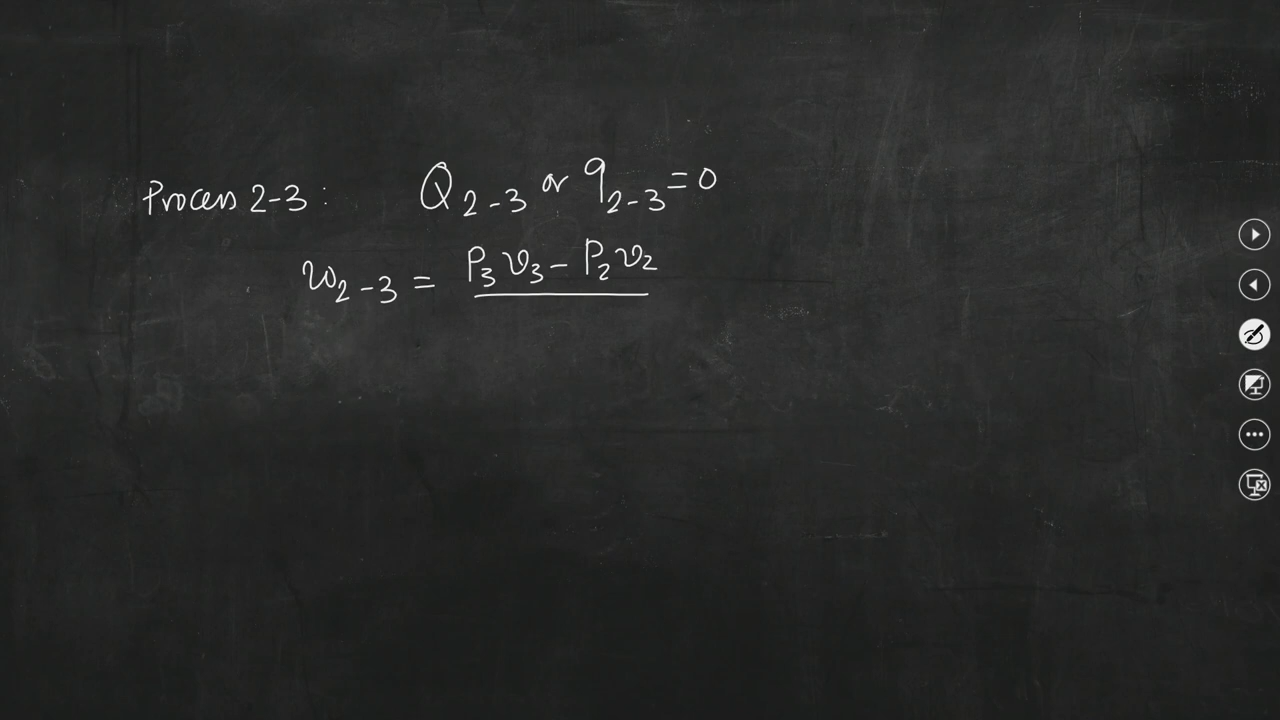 Process 2-3: Q₂₋₃ or q₂₋₃ = 0
w₂₋₃ = P₃v₃ - P₂v₂